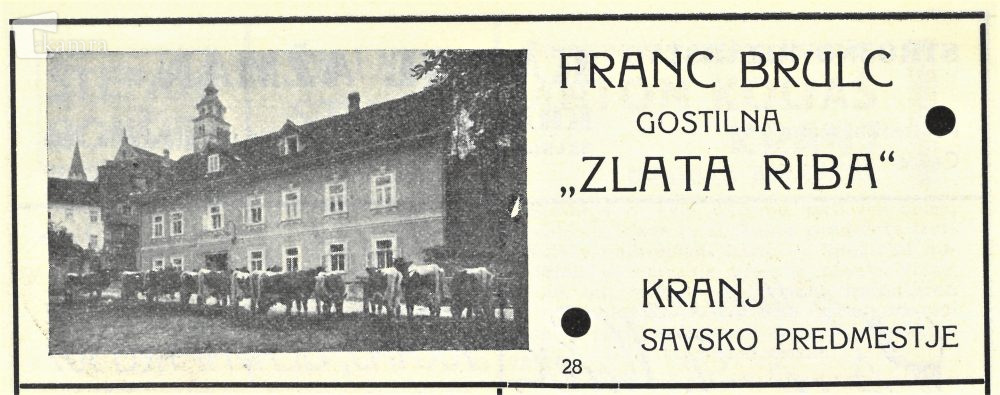 FRANC BRULC
GOSTILNA
„ZLATA RIBA“
KRANJ
SAVSKO PREDMESTJE
28